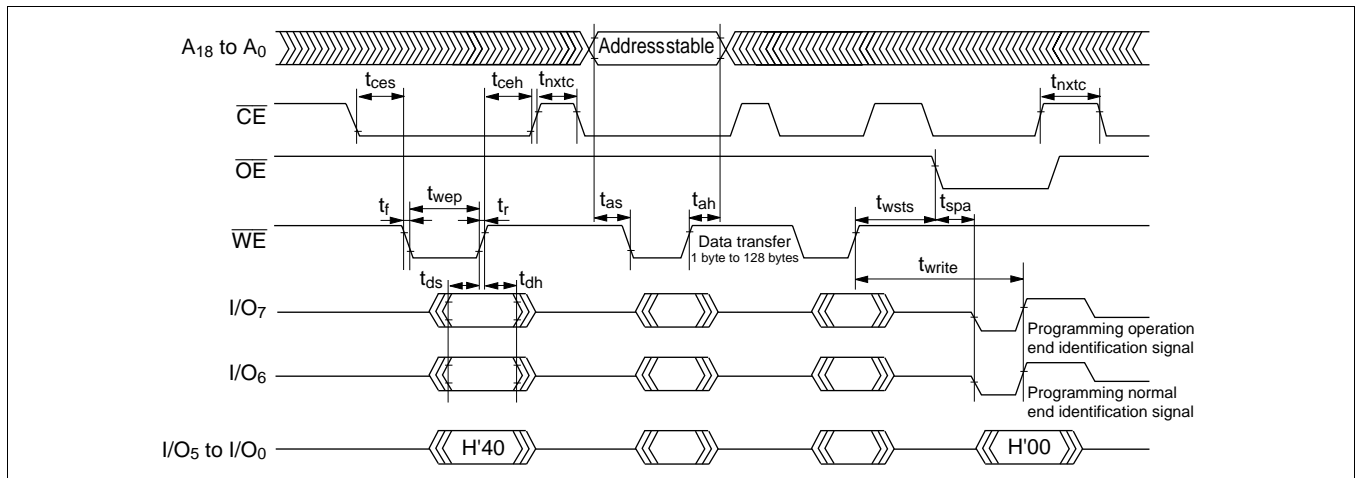 A18 to A0
Addressstable
tces
tceh
tnxtc
tnxtc
CE
OE
twep
tf
tr
tas
tah
twsts
tspa
WE
Data transfer
1 byte to 128 bytes
twrite
tds
tdh
I/O7
Programming operation
end identification signal
I/O6
Programming normal
end identification signal
I/O5 to I/O0
H'40
H'00